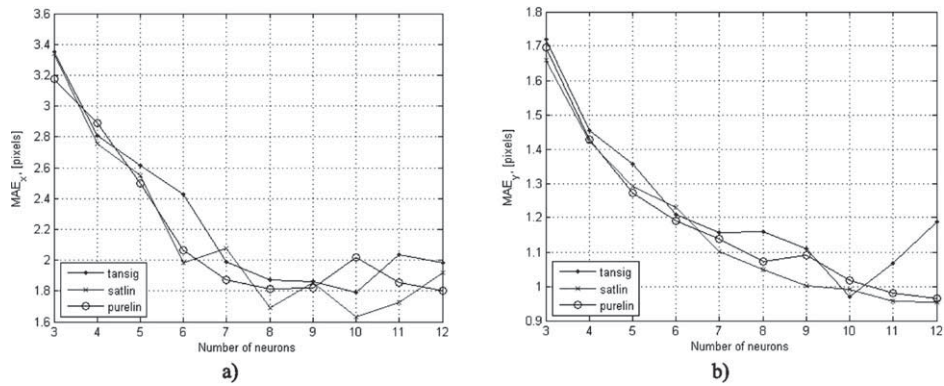 3.6
3.4
3.2
3
2.8
2.6
2.4
2.2
2
1.8
1.6
MAEx, [pixels]
tansig
satlin
purelin
3 4 5 6 7 8 9 10 11 12
Number of neurons
a)
1.8
1.7
1.6
1.5
1.4
1.3
1.2
1.1
1
0.9
MAEy, [pixels]
tansig
satlin
purelin
3 4 5 6 7 8 9 10 11 12
Number of neurons
b)